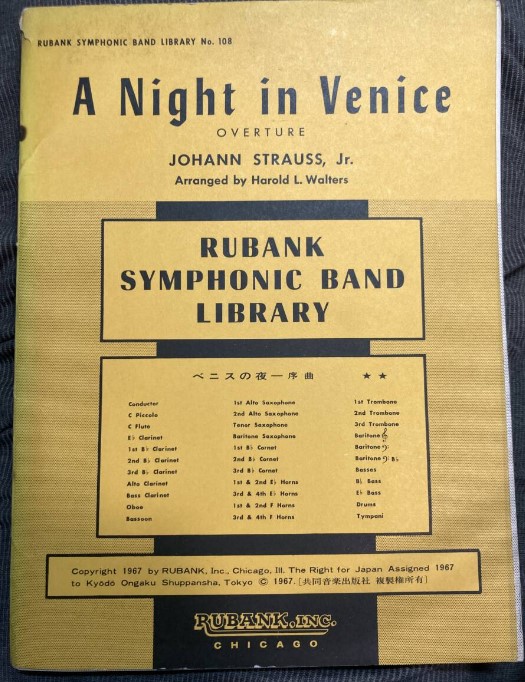 RUBANK SYMPHONIC BAND LIBRARY No. 108
A Night in Venice
OVERTURE
JOHANN STRAUSS, Jr.
Arranged by Harold L. Walters
RUBANK
SYMPHONIC BAND
LIBRARY
ベニスの夜—序曲 ★★
Conductor
C Piccolo
C Flute
E♭ Clarinet
1st B♭ Clarinet
2nd B♭ Clarinet
3rd B♭ Clarinet
Alto Clarinet
Bass Clarinet
Oboe
Bassoon
1st Alto Saxophone
2nd Alto Saxophone
Tenor Saxophone
Baritone Saxophone
1st B♭ Cornet
2nd B♭ Cornet
3rd B♭ Cornet
1st & 2nd E♭ Horns
3rd & 4th E♭ Horns
1st & 2nd F Horns
3rd & 4th F Horns
1st Trombone
2nd Trombone
3rd Trombone
Baritone 𝄞
Baritone 𝄢
Baritone 𝄢 B♭
Basses
B♭ Bass
E♭ Bass
Drums
Tympani
Copyright 1967 by RUBANK, Inc., Chicago, Ill. The Right for Japan Assigned 1967
to Kyōdō Ongaku Shuppansha, Tokyo © 1967. [共同音楽出版社 複製権所有]
RUBANK, INC.
CHICAGO